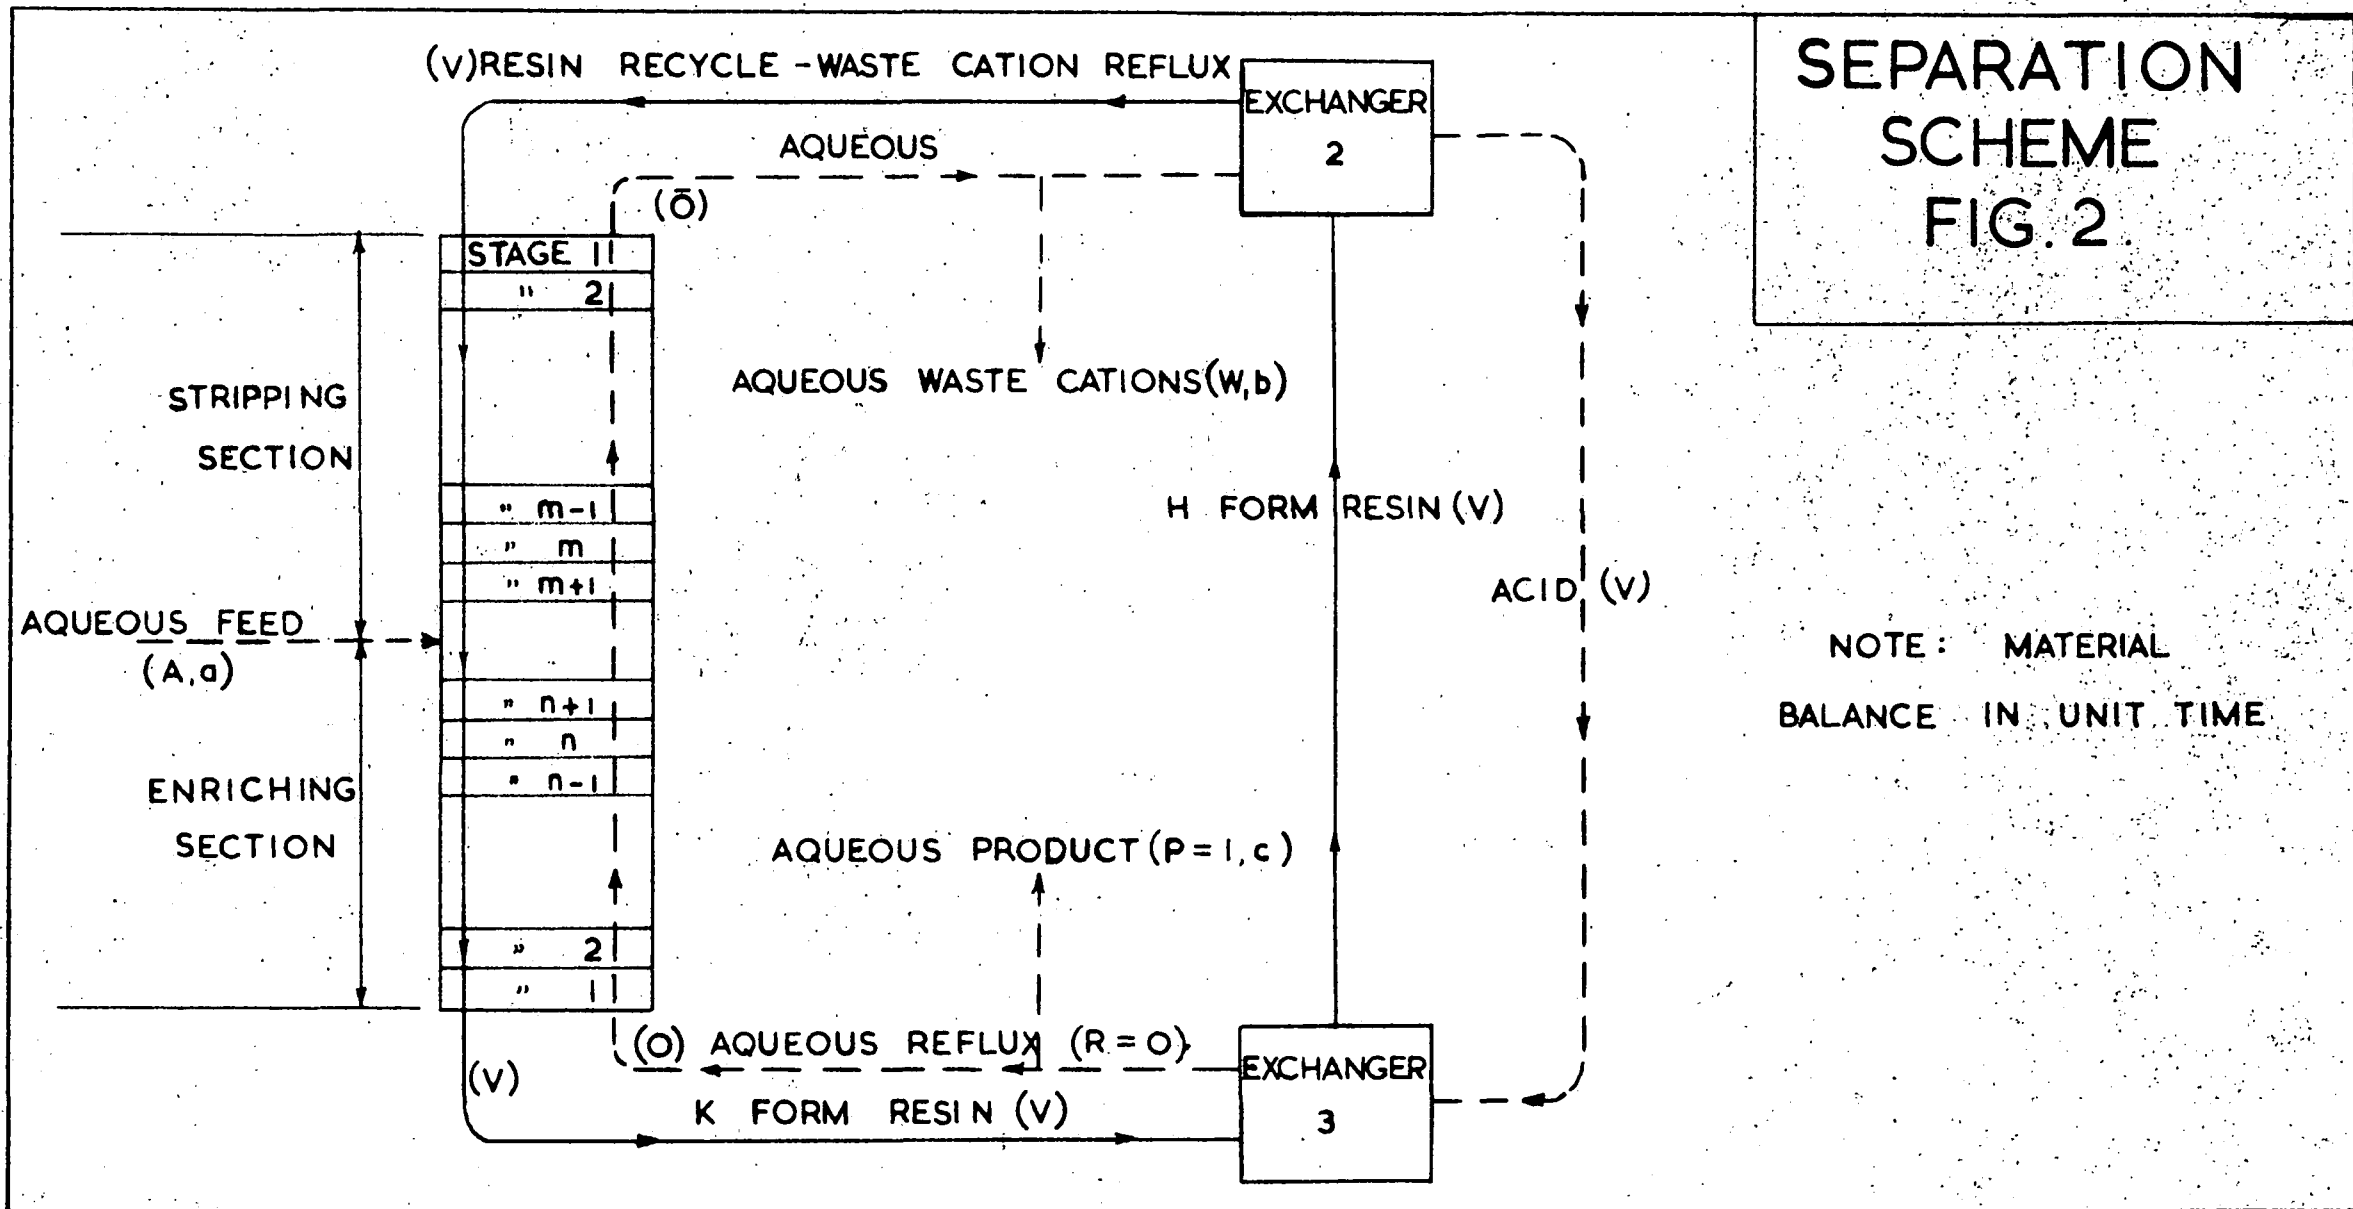 (V)RESIN RECYCLE - WASTE CATION REFLUX
EXCHANGER
2
SEPARATION
SCHEME
FIG. 2.
AQUEOUS
(Ō)
STAGE 1
" 2
AQUEOUS WASTE CATIONS(W,b)
STRIPPING
SECTION
" m-1
" m
" m+1
H FORM RESIN (V)
ACID (V)
AQUEOUS FEED
(A,a)
NOTE: MATERIAL
BALANCE IN UNIT TIME
" n+1
" n
" n-1
ENRICHING
SECTION
AQUEOUS PRODUCT (P = 1, c)
" 2
" 1
(O) AQUEOUS REFLUX (R = O)
(V)
K FORM RESIN (V)
EXCHANGER
3